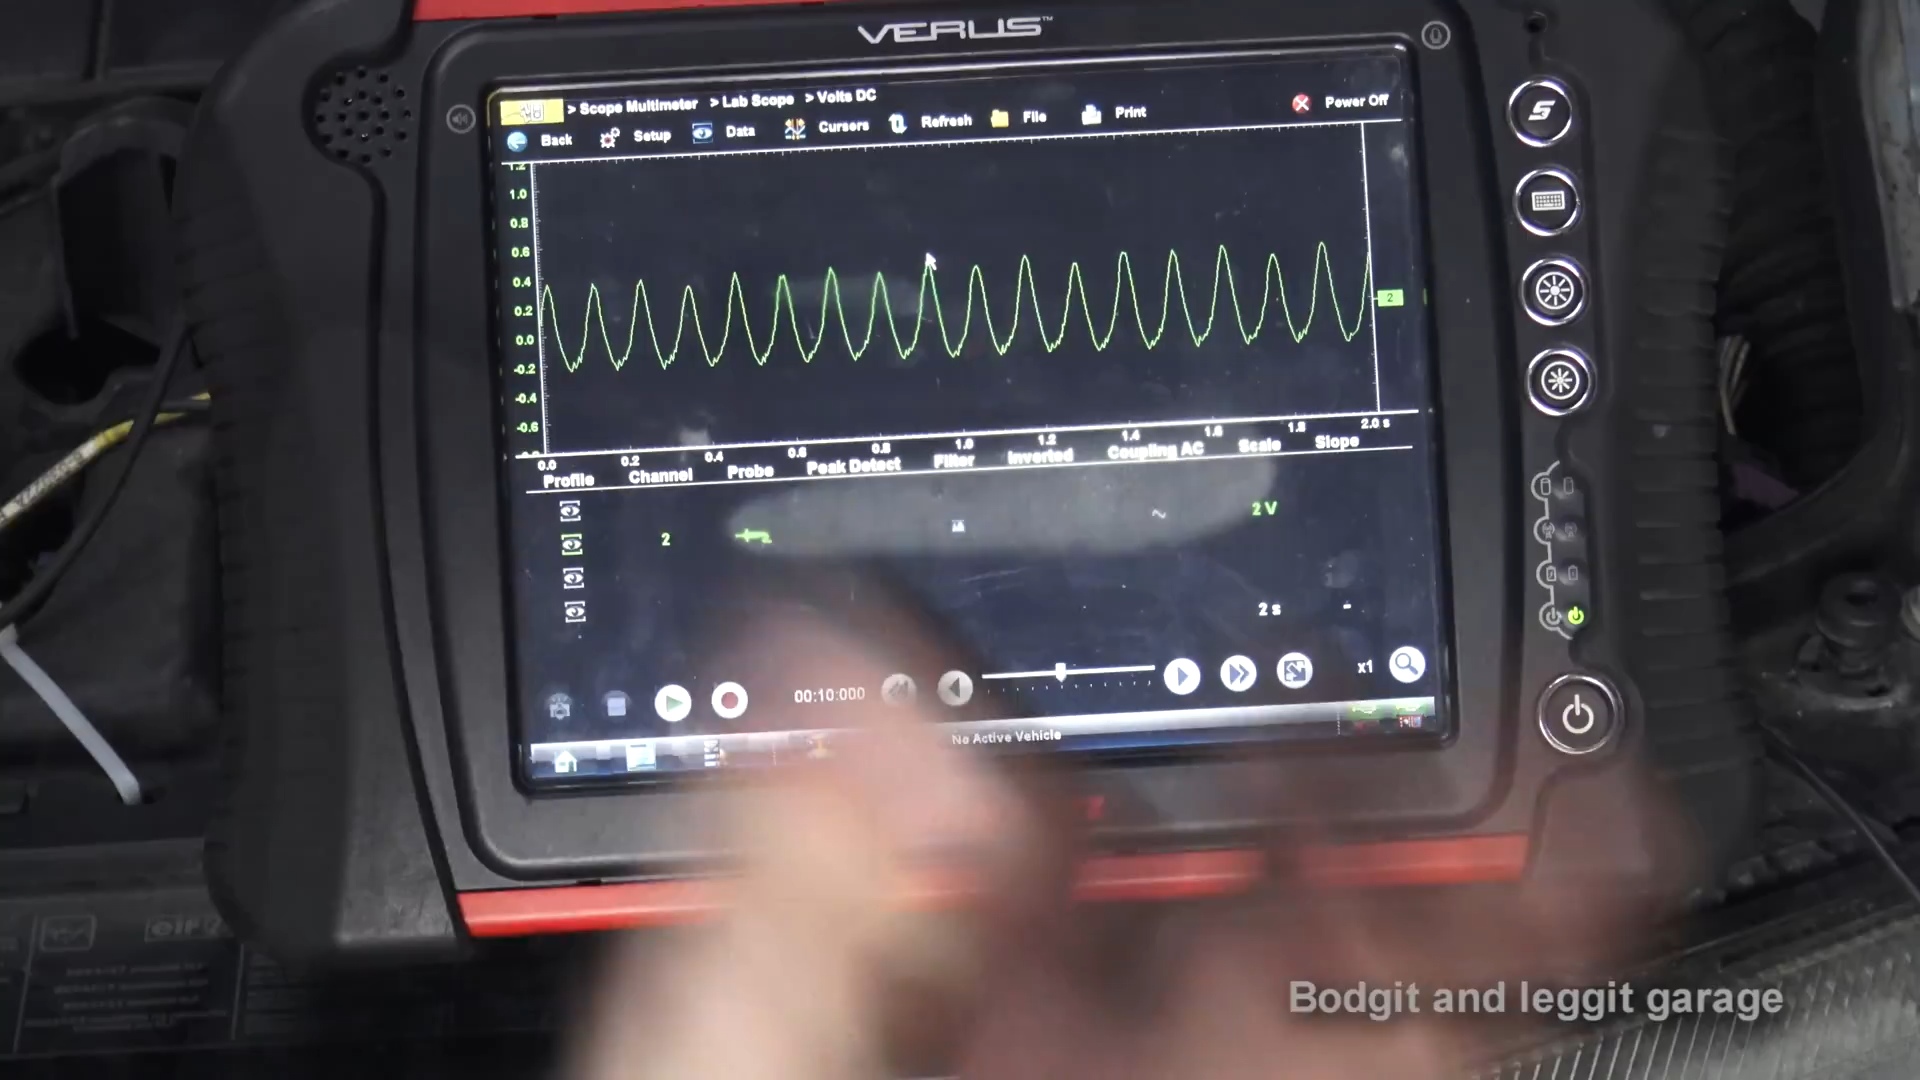 VERUS™
> Scope Multimeter > Lab Scope > Volts DC
Back Setup Data Cursers Refresh File Print Power Off
1.2
1.0
0.8
0.6
0.4
0.2
0.0
-0.2
-0.4
-0.6
2
0.0 0.2 0.4 0.6 0.8 1.0 1.2 1.4 1.6 1.8 2.0 s
Profile Channel Probe Peak Detect Filter Inverted Coupling AC Scale Slope
2 2 V
2 s -
00:10:000 x1
No Active Vehicle
Bodgit and leggit garage